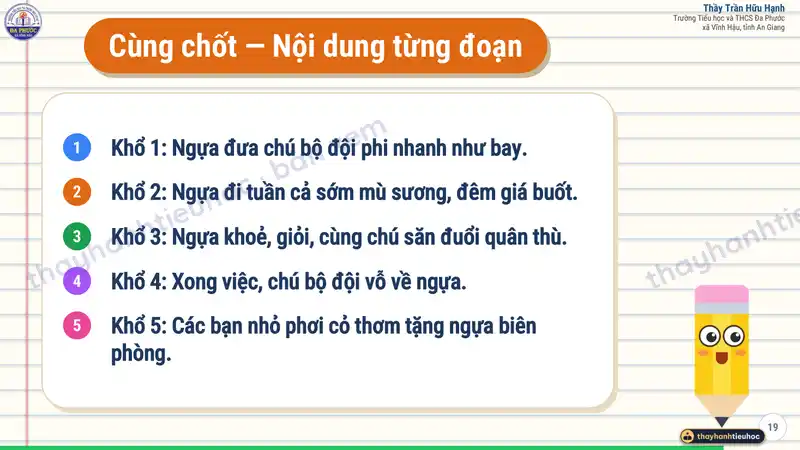 ĐA PHƯỚC
Thầy Trần Hữu Hạnh
Trường Tiểu học và THCS Đa Phước
xã Vĩnh Hậu, tỉnh An Giang
Cùng chốt — Nội dung từng đoạn
1 Khổ 1: Ngựa đưa chú bộ đội phi nhanh như bay.
2 Khổ 2: Ngựa đi tuần cả sớm mù sương, đêm giá buốt.
3 Khổ 3: Ngựa khoẻ, giỏi, cùng chú săn đuổi quân thù.
4 Khổ 4: Xong việc, chú bộ đội vỗ về ngựa.
5 Khổ 5: Các bạn nhỏ phơi cỏ thơm tặng ngựa biên
phòng.
19
thayhanhtieuhoc